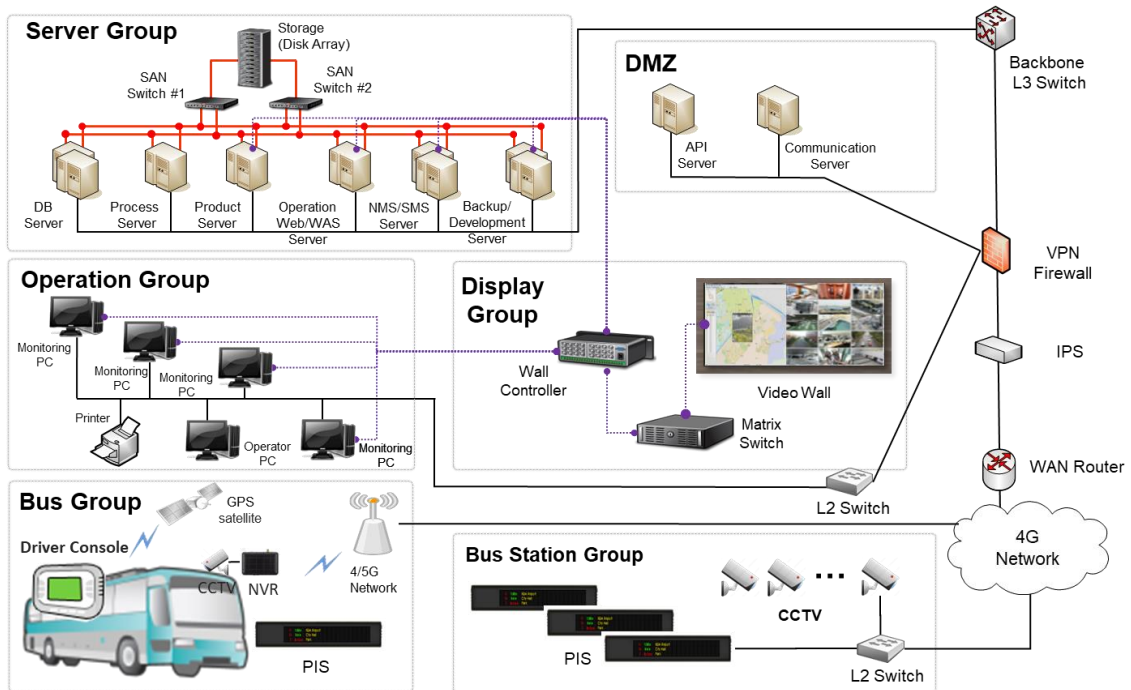 Server Group
Storage
(Disk Array)
SAN
Switch #1
SAN
Switch #2
DB
Server
Process
Server
Product
Server
Operation
Web/WAS
Server
NMS/SMS
Server
Backup/
Development
Server
DMZ
API
Server
Communication
Server
Backbone
L3 Switch
VPN
Firewall
IPS
WAN Router
4G
Network
Operation Group
Monitoring
PC
Monitoring
PC
Monitoring
PC
Printer
Operator
PC
Monitoring
PC
Display
Group
Wall
Controller
Video Wall
Matrix
Switch
L2 Switch
Bus Group
GPS
satellite
Driver Console
CCTV
NVR
4/5G
Network
PIS
Bus Station Group
CCTV
PIS
L2 Switch